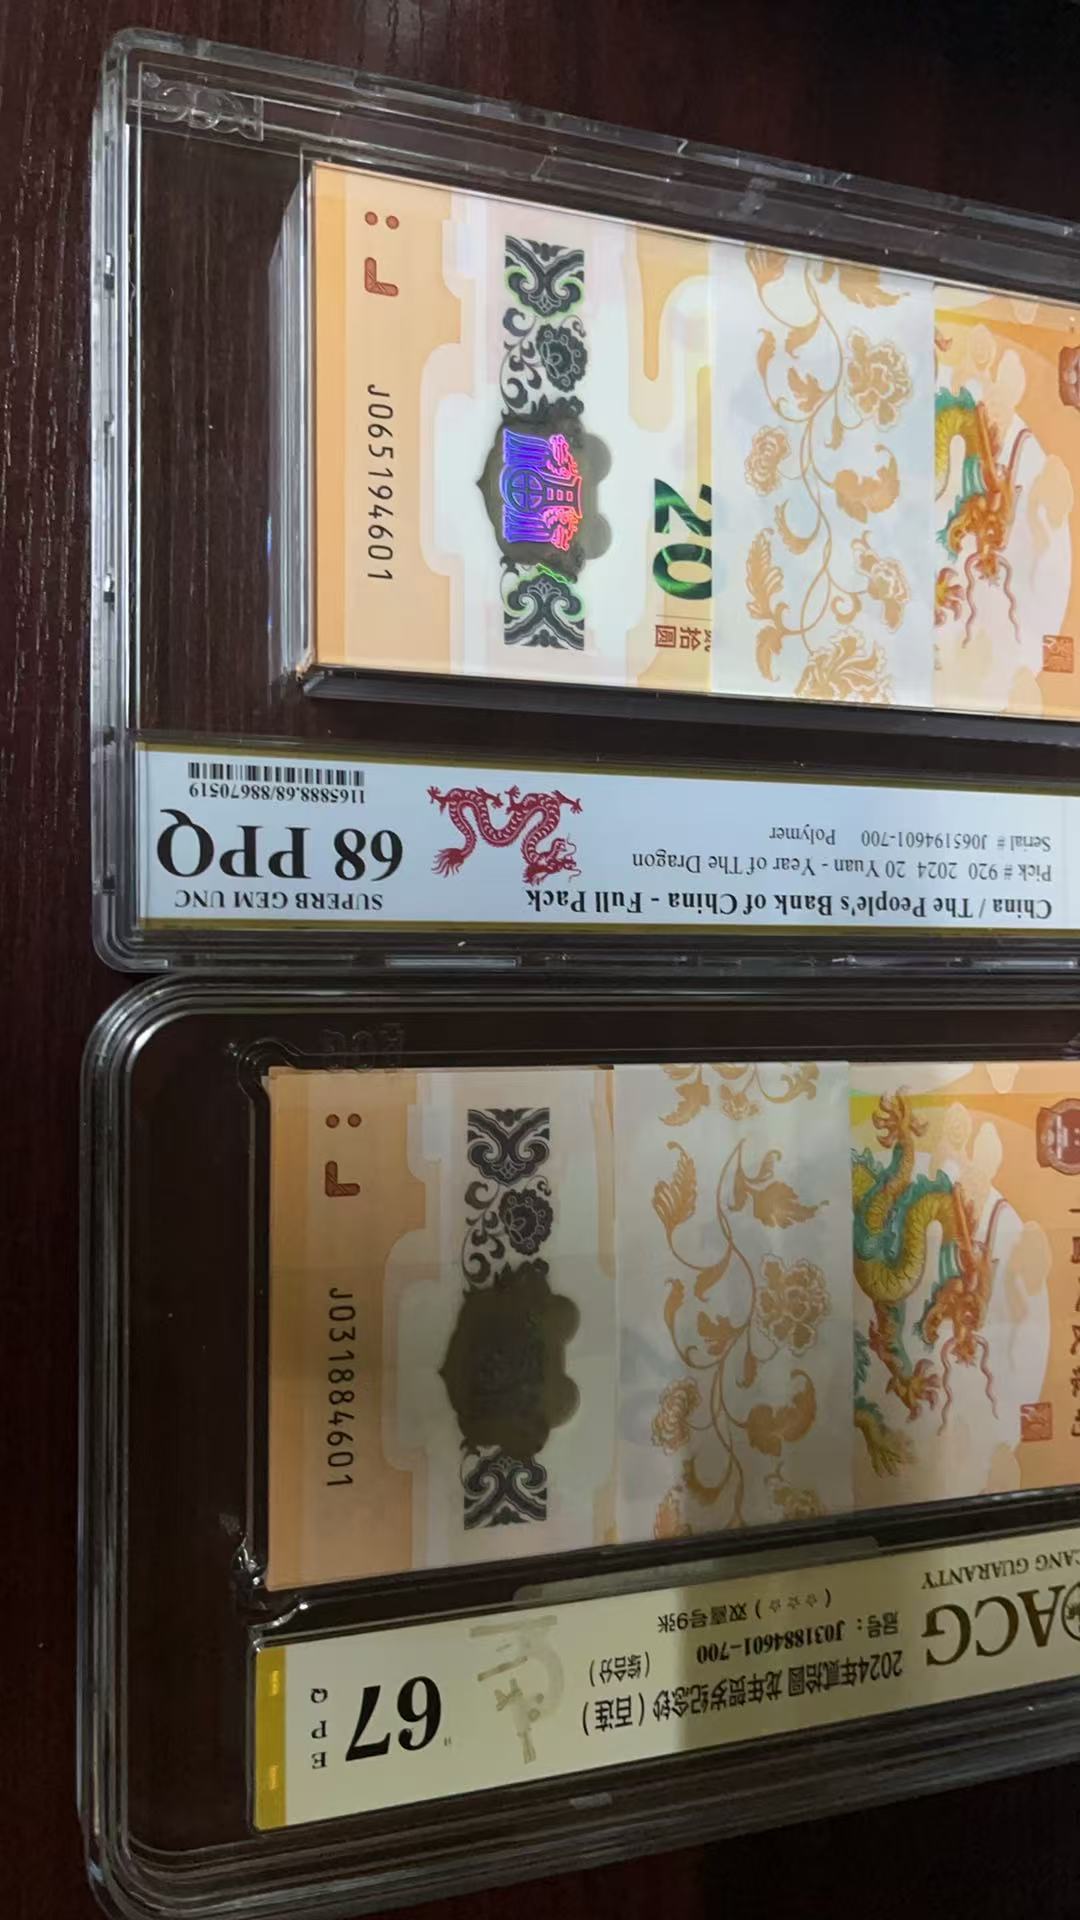 J065194601
20
贰拾圆
China / The People's Bank of China - Full Pack
Pick # 920 2024 20 Yuan - Year of The Dragon
Serial # J065194601-700 Polymer
SUPERB GEM UNC
68 PPQ
1165888.68/88670519
J031884601
ACG
CANG GUARANTY
2024年贰拾圆 龙年贺岁纪念钞(百连)
冠号:J031884601-700 (综合分)
(☆☆☆)双喜号9张
67
E
P
Q